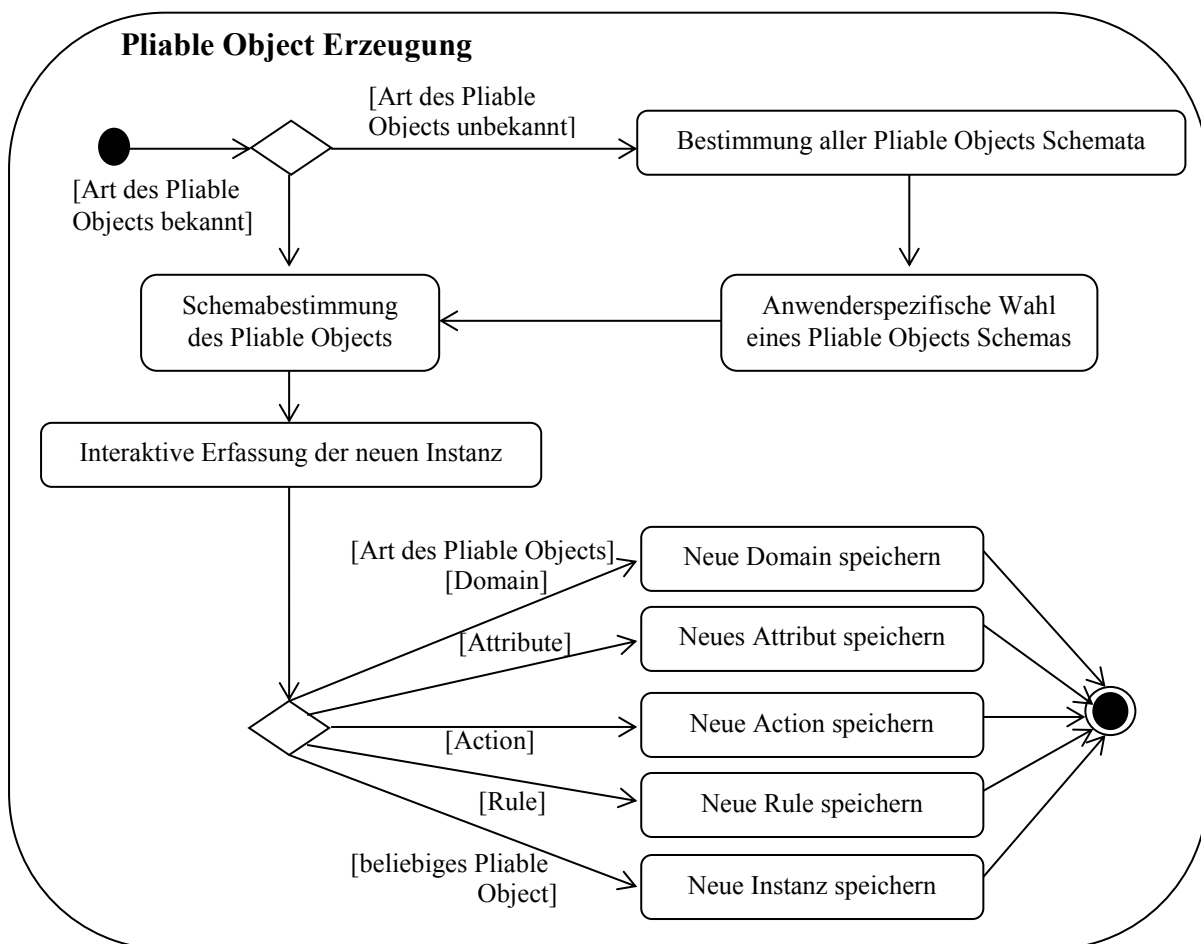 Pliable Object Erzeugung
[Art des Pliable
Objects unbekannt]
Bestimmung aller Pliable Objects Schemata
[Art des Pliable
Objects bekannt]
Schemabestimmung
des Pliable Objects
Anwenderspezifische Wahl
eines Pliable Objects Schemas
Interaktive Erfassung der neuen Instanz
[Art des Pliable Objects]
[Domain]
Neue Domain speichern
[Attribute]
Neues Attribut speichern
[Action]
Neue Action speichern
[Rule]
Neue Rule speichern
[beliebiges Pliable
Object]
Neue Instanz speichern